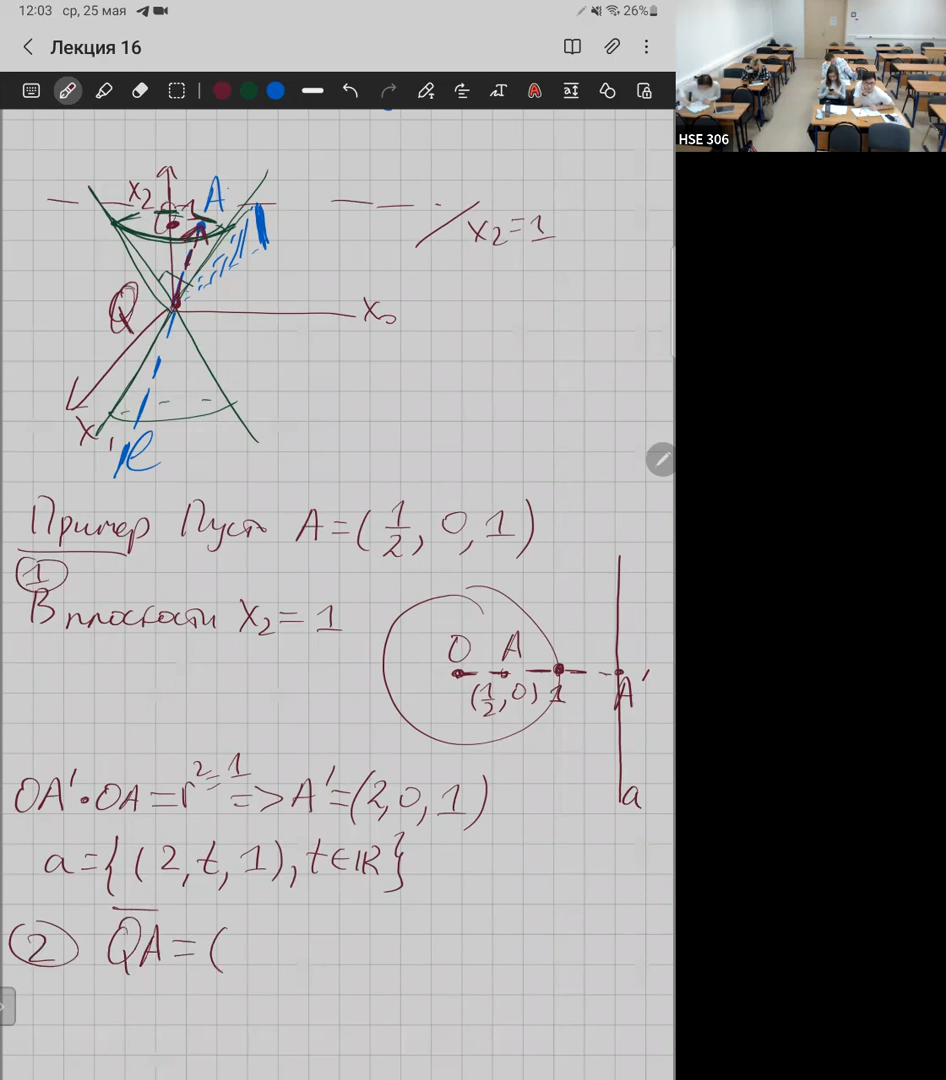 12:03 ср, 25 мая
26%
Лекция 16
HSE 306
x₂
1
A
O
x₂=1
Q
x₀
x₁
ℓ
Пример Пусть A=(1/2, 0, 1)
1
В плоскости x₂=1
O A
(1/2, 0) 1 A'
OA'·OA=r²=1 => A'=(2,0,1)
a
a={(2,t,1), t∈ℝ}
2 QA=(